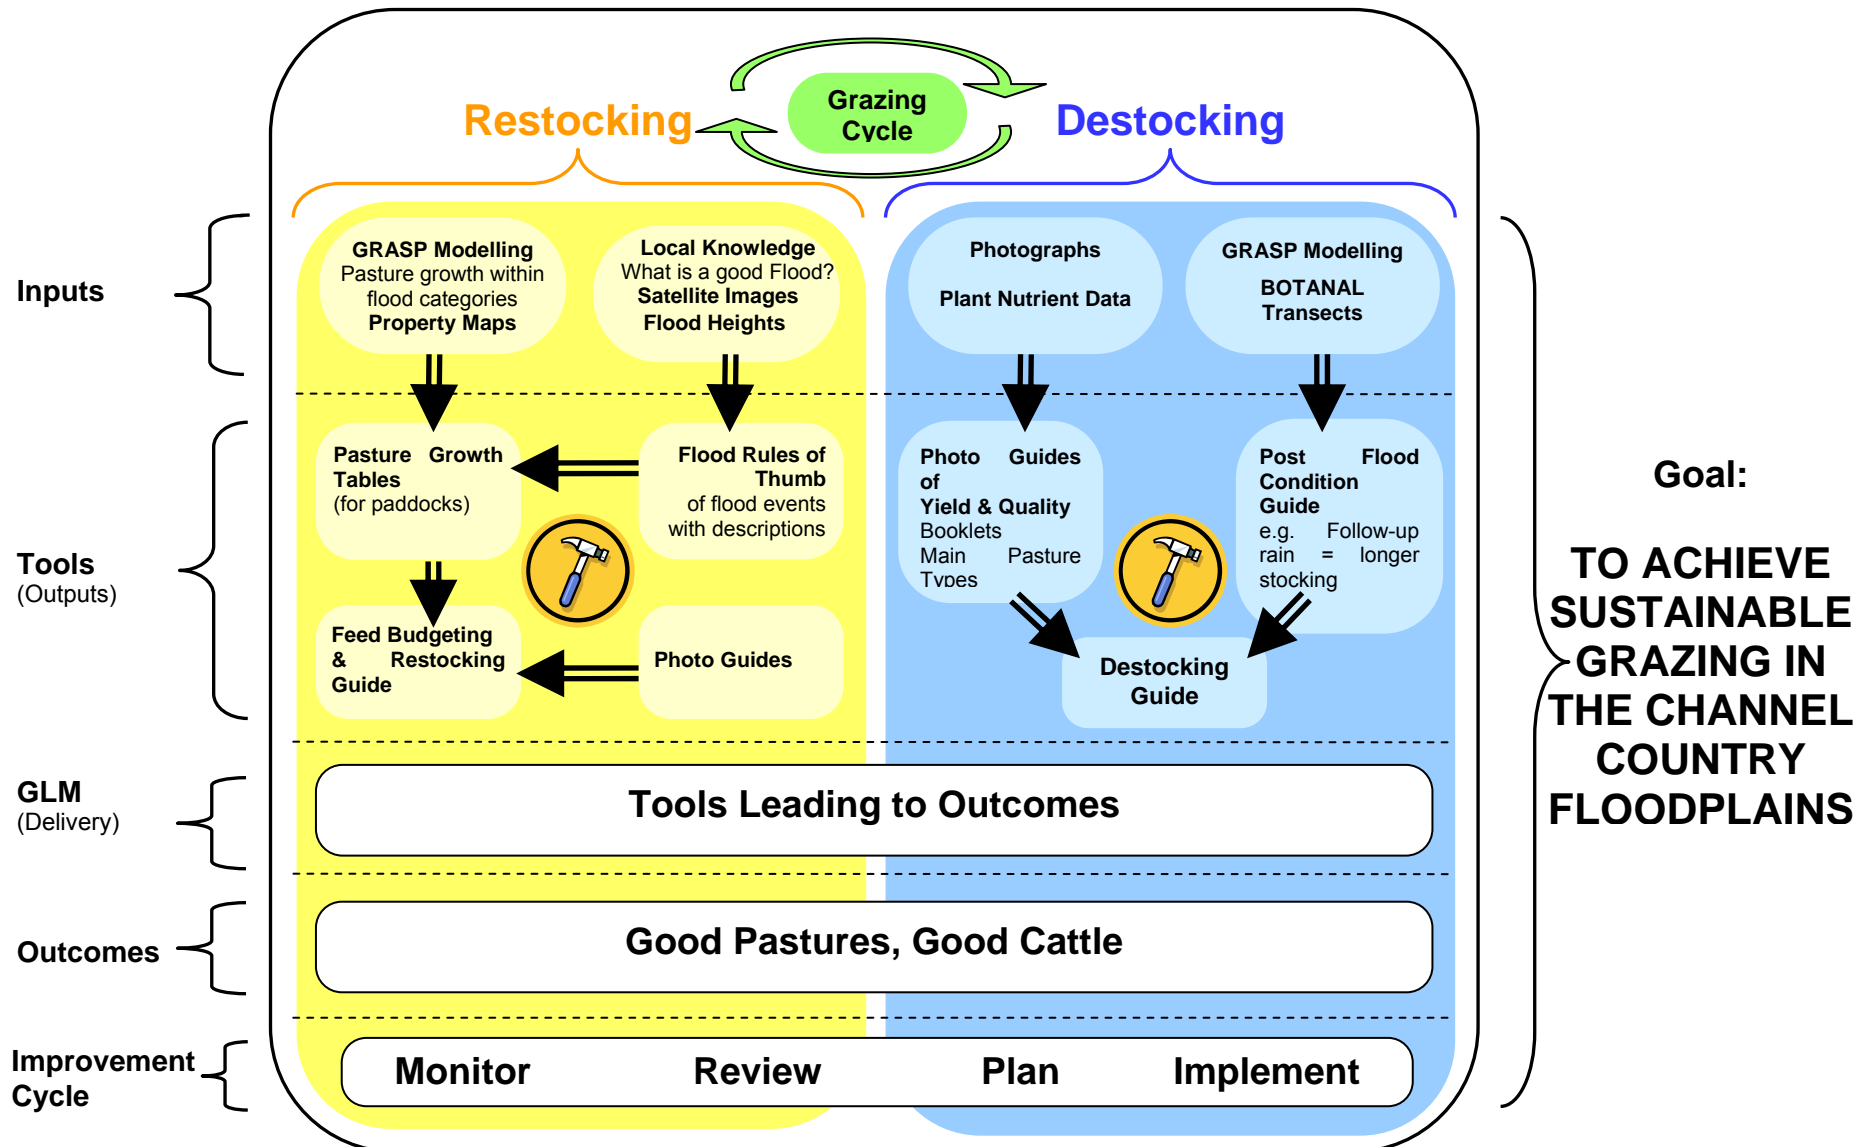 Grazing
Cycle
Restocking
Destocking
Inputs
GRASP Modelling
Pasture growth within
flood categories
Property Maps
Local Knowledge
What is a good Flood?
Satellite Images
Flood Heights
Photographs
Plant Nutrient Data
GRASP Modelling
BOTANAL
Transects
Tools
(Outputs)
Pasture Growth
Tables
(for paddocks)
Flood Rules of
Thumb
of flood events
with descriptions
Photo Guides
of
Yield & Quality
Booklets
Main Pasture
Types
Post Flood
Condition
Guide
e.g. Follow-up
rain = longer
stocking
Feed Budgeting
& Restocking
Guide
Photo Guides
Destocking
Guide
GLM
(Delivery)
Tools Leading to Outcomes
Outcomes
Good Pastures, Good Cattle
Improvement
Cycle
Monitor Review Plan Implement
Goal:
TO ACHIEVE
SUSTAINABLE
GRAZING IN
THE CHANNEL
COUNTRY
FLOODPLAINS